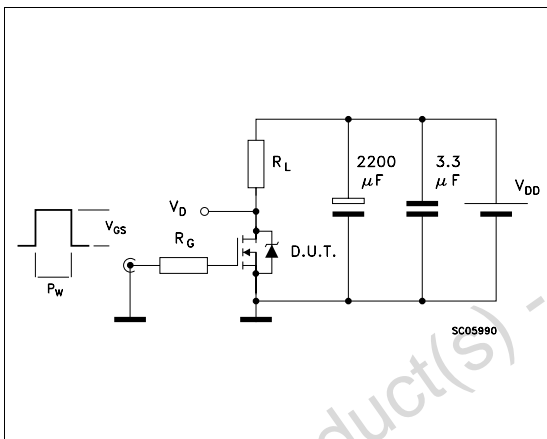 R_L
2200 μF
3.3 μF
V_DD
V_D
V_GS
R_G
D.U.T.
P_W
SC05990
duct(s) -